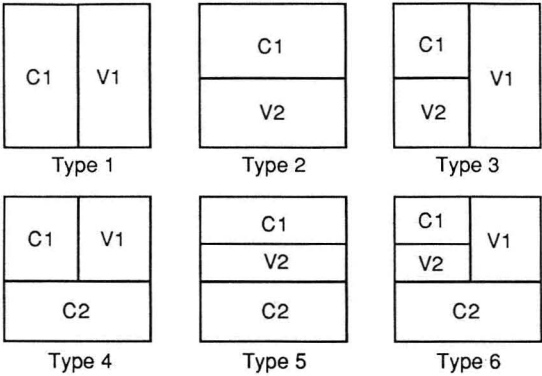 C1 V1
C1
V2
C1
V2
V1
Type 1
Type 2
Type 3
C1 V1
C2
C1
V2
C2
C1
V2
V1
C2
Type 4
Type 5
Type 6